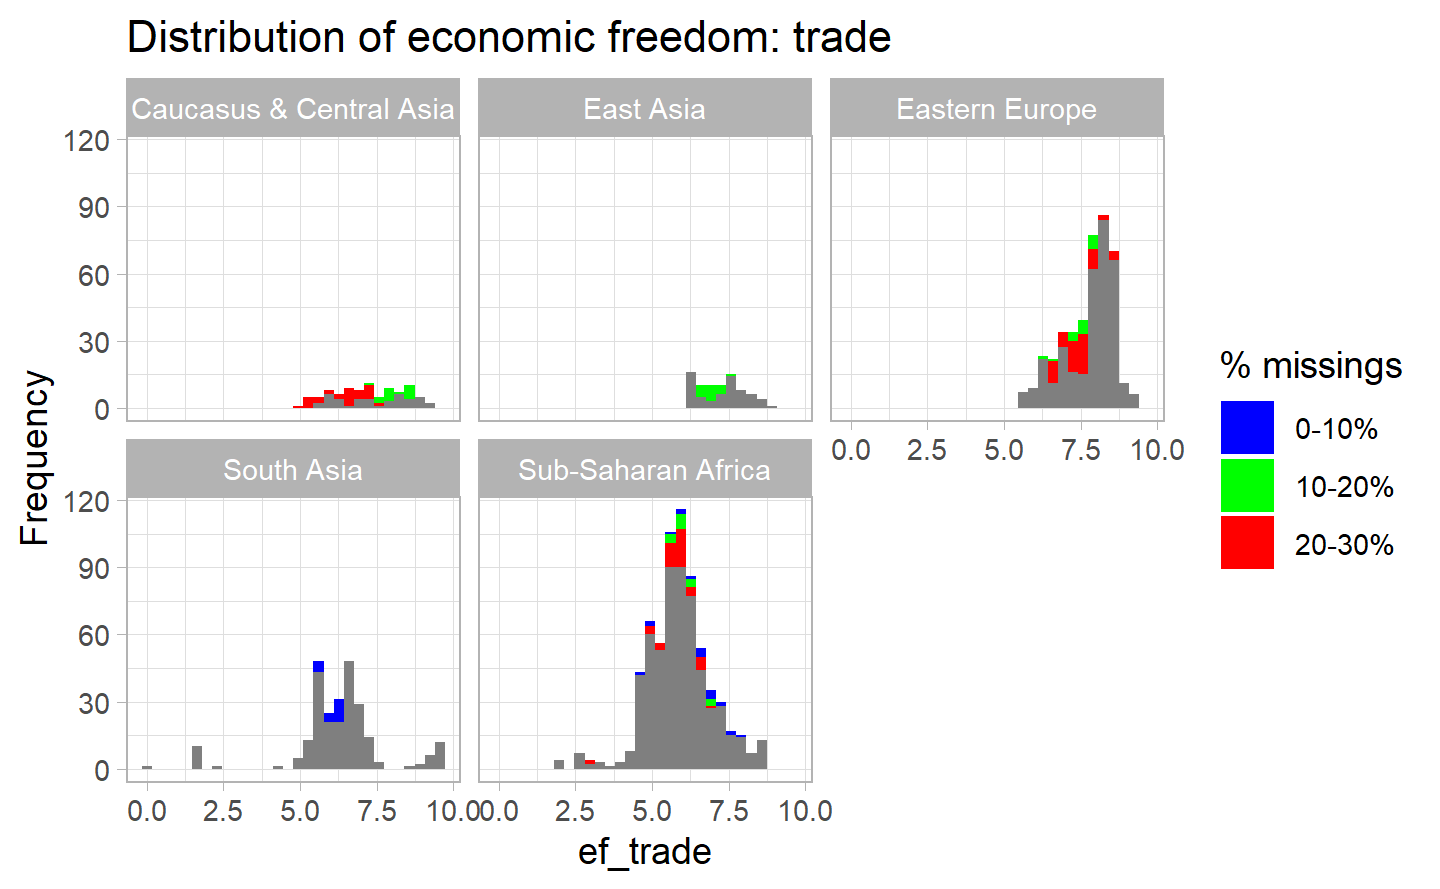 Distribution of economic freedom: trade
Caucasus & Central Asia
East Asia
Eastern Europe
120
90
60
30
0
0.0 2.5 5.0 7.5 10.0
South Asia
Sub-Saharan Africa
120
90
60
30
0
0.0 2.5 5.0 7.5 10.0
0.0 2.5 5.0 7.5 10.0
ef_trade
Frequency
% missings
0-10%
10-20%
20-30%